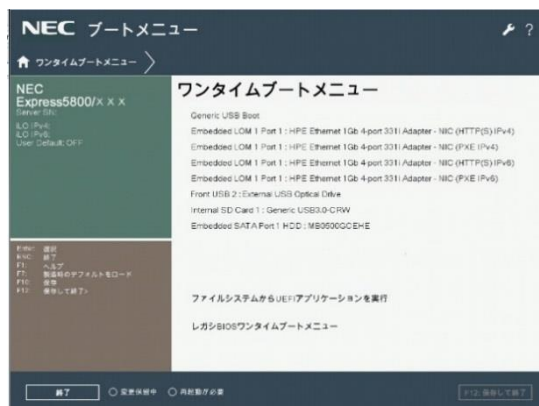 NEC ブートメニュー
?
ワンタイムブートメニュー
NEC
Express5800/X X X
Server SN:
iLO IPv4:
iLO IPv6:
User Default: OFF
Enter: 選択
ESC: 終了
F1: ヘルプ
F7: 製造時のデフォルトをロード
F10: 保存
F12: 保存して終了>
ワンタイムブートメニュー
Generic USB Boot
Embedded LOM 1 Port 1 : HPE Ethernet 1Gb 4-port 331i Adapter - NIC (HTTP(S) IPv4)
Embedded LOM 1 Port 1 : HPE Ethernet 1Gb 4-port 331i Adapter - NIC (PXE IPv4)
Embedded LOM 1 Port 1 : HPE Ethernet 1Gb 4-port 331i Adapter - NIC (HTTP(S) IPv6)
Embedded LOM 1 Port 1 : HPE Ethernet 1Gb 4-port 331i Adapter - NIC (PXE IPv6)
Front USB 2 : External USB Optical Drive
Internal SD Card 1 : Generic USB3.0-CRW
Embedded SATA Port 1 HDD : MB0500GCEHE
ファイルシステムからUEFIアプリケーションを実行
レガシBIOSワンタイムブートメニュー
終了
変更保留中
再起動が必要
F12: 保存して終了